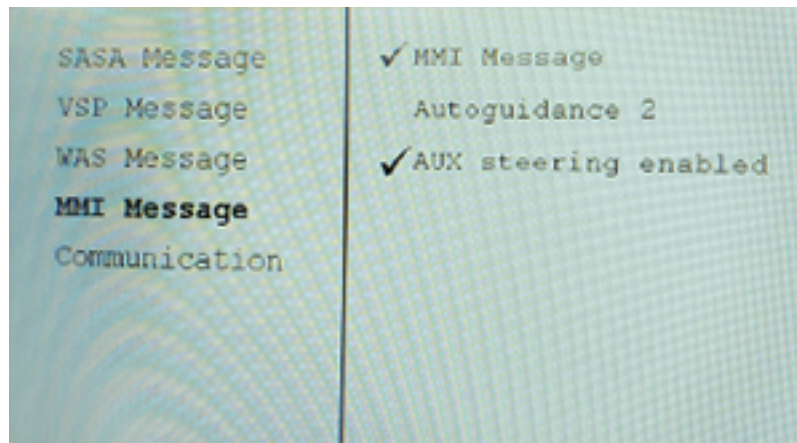 SASA Message
VSP Message
WAS Message
MMI Message
Communication
✓ MMI Message
Autoguidance 2
✓ AUX steering enabled